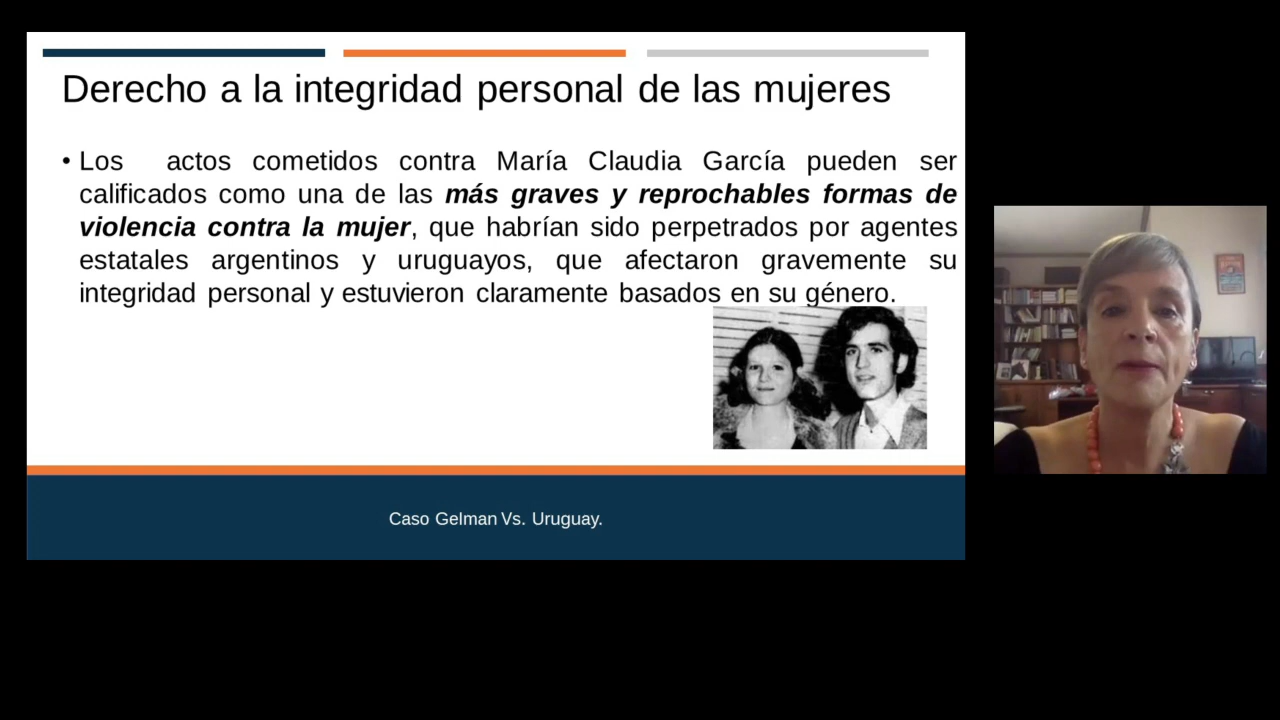 Derecho a la integridad personal de las mujeres
• Los actos cometidos contra María Claudia García pueden ser
calificados como una de las más graves y reprochables formas de
violencia contra la mujer, que habrían sido perpetrados por agentes
estatales argentinos y uruguayos, que afectaron gravemente su
integridad personal y estuvieron claramente basados en su género.
Caso Gelman Vs. Uruguay.